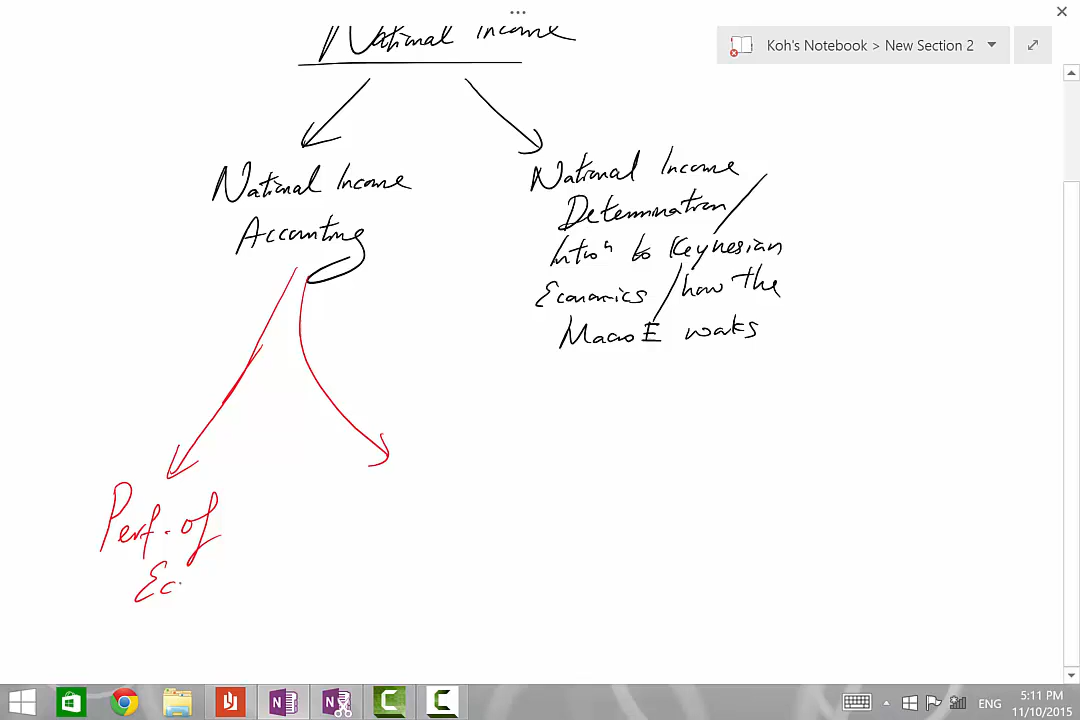 National Income
Koh's Notebook > New Section 2
National Income
Accounting
National Income
Determination /
Intro^n to Keynesian
Economics / how the
Macro E works
Perf. of
Ec
ENG
5:11 PM
11/10/2015